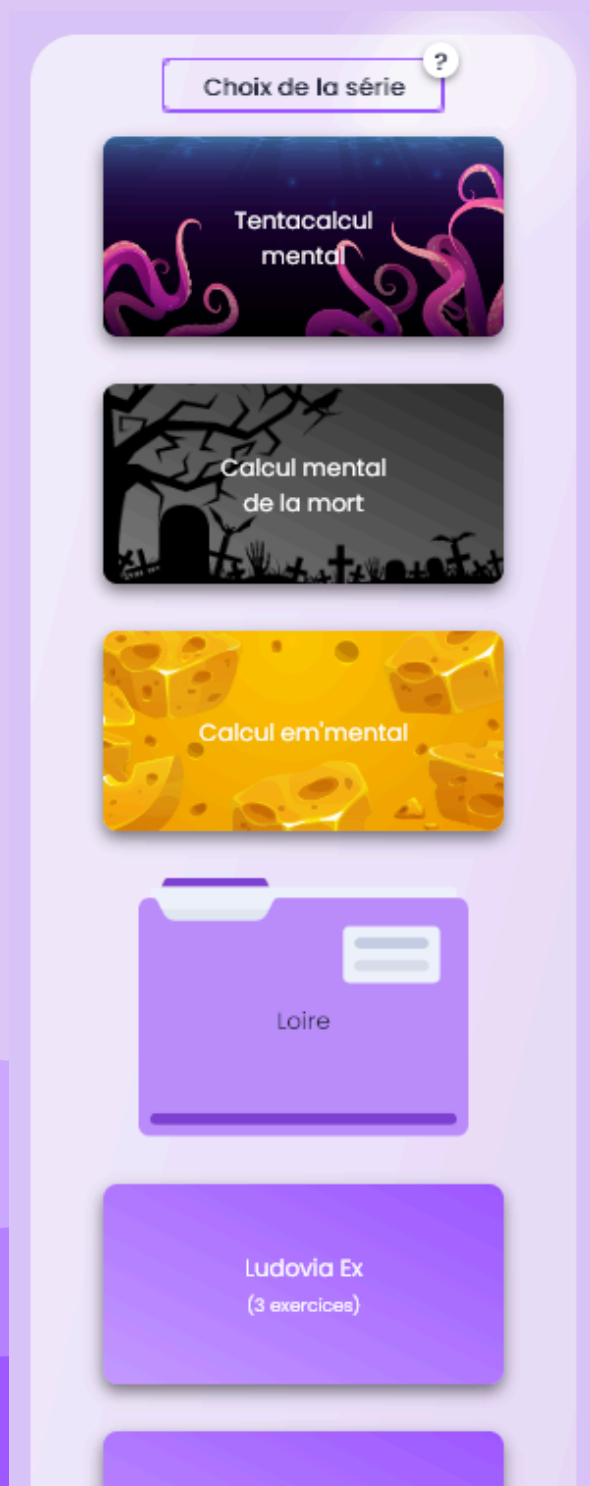 Choix de la série
?
Tentacalcul
mental
Calcul mental
de la mort
Calcul em'mental
Loire
Ludovia Ex
(3 exercices)